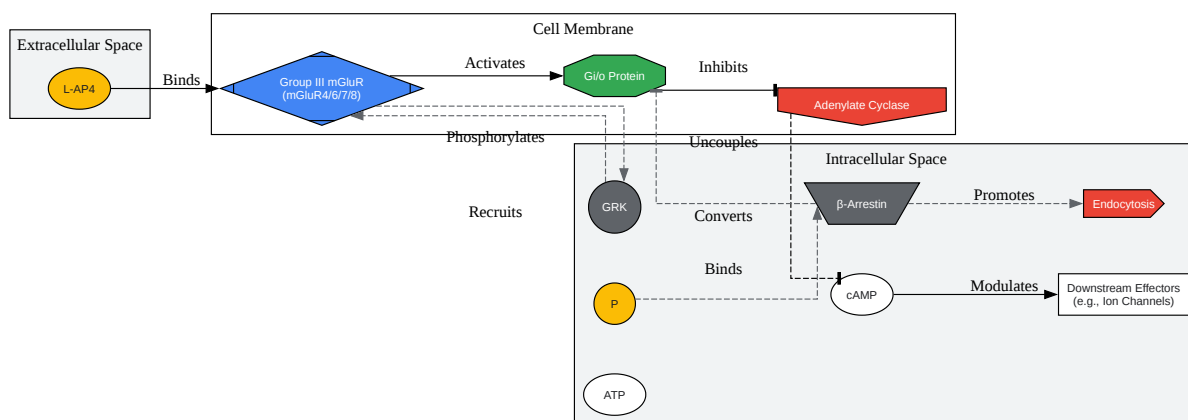 Cell Membrane
Extracellular Space
L-AP4
Binds
Group III mGluR
(mGluR4/6/7/8)
Activates
Gi/o Protein
Inhibits
Adenylate Cyclase
Phosphorylates
Uncouples
Intracellular Space
GRK
Recruits
Converts
β-Arrestin
Promotes
Endocytosis
P
Binds
cAMP
Modulates
Downstream Effectors
(e.g., Ion Channels)
ATP